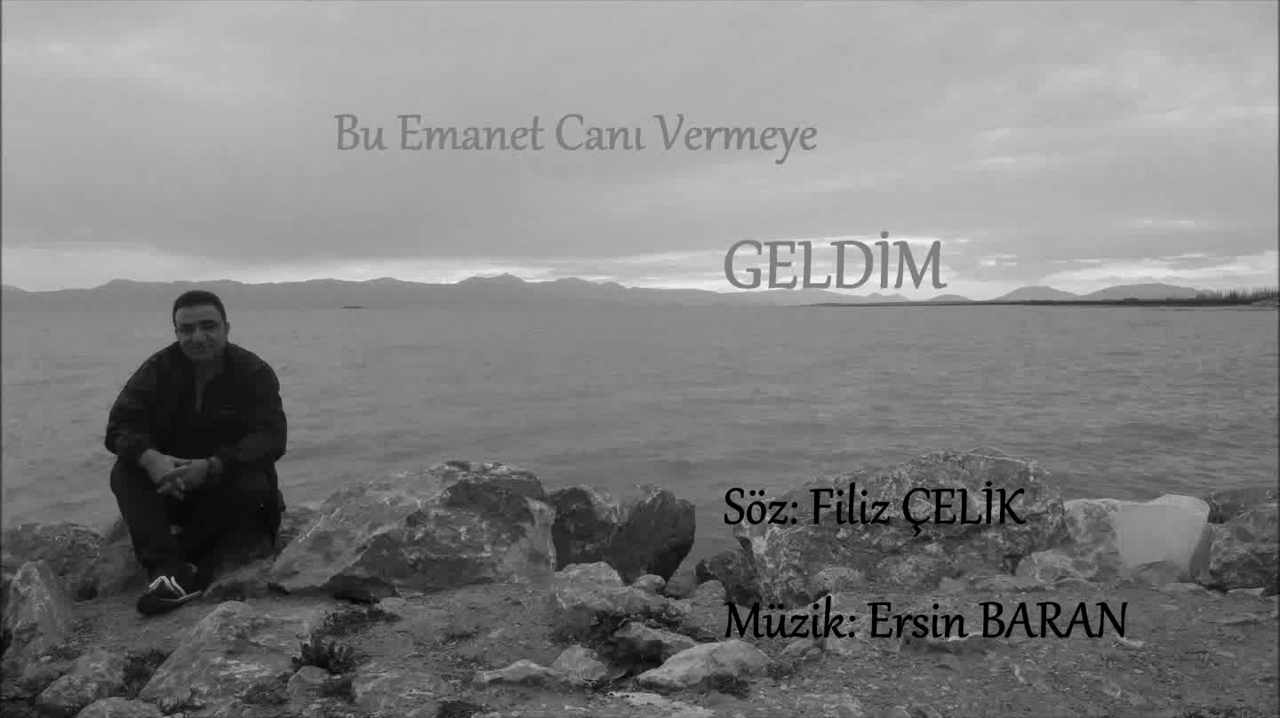 Bu Emanet Canı Vermeye
GELDİM
Söz: Filiz ÇELİK
Müzik: Ersin BARAN